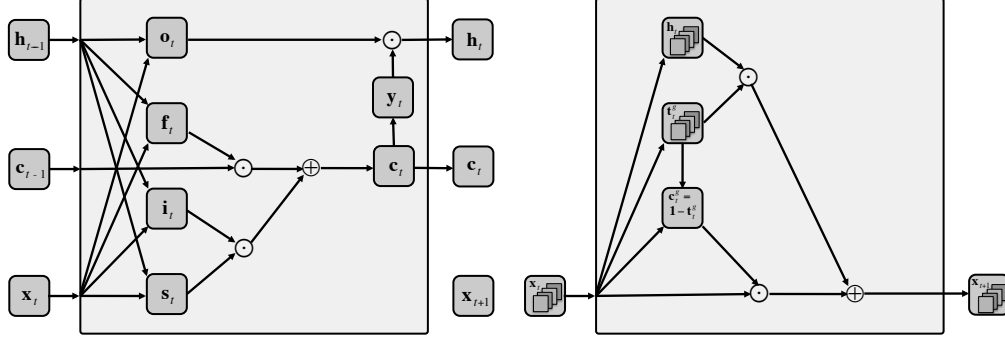 h_{t−1}
o_t
h_t
y_t
f_t
c_{t-1}
c_t
c_t
i_t
x_t
s_t
x_{t+1}
h_t
t_t^g
c_t^g =
1 − t_t^g
x_t
x_{t+1}